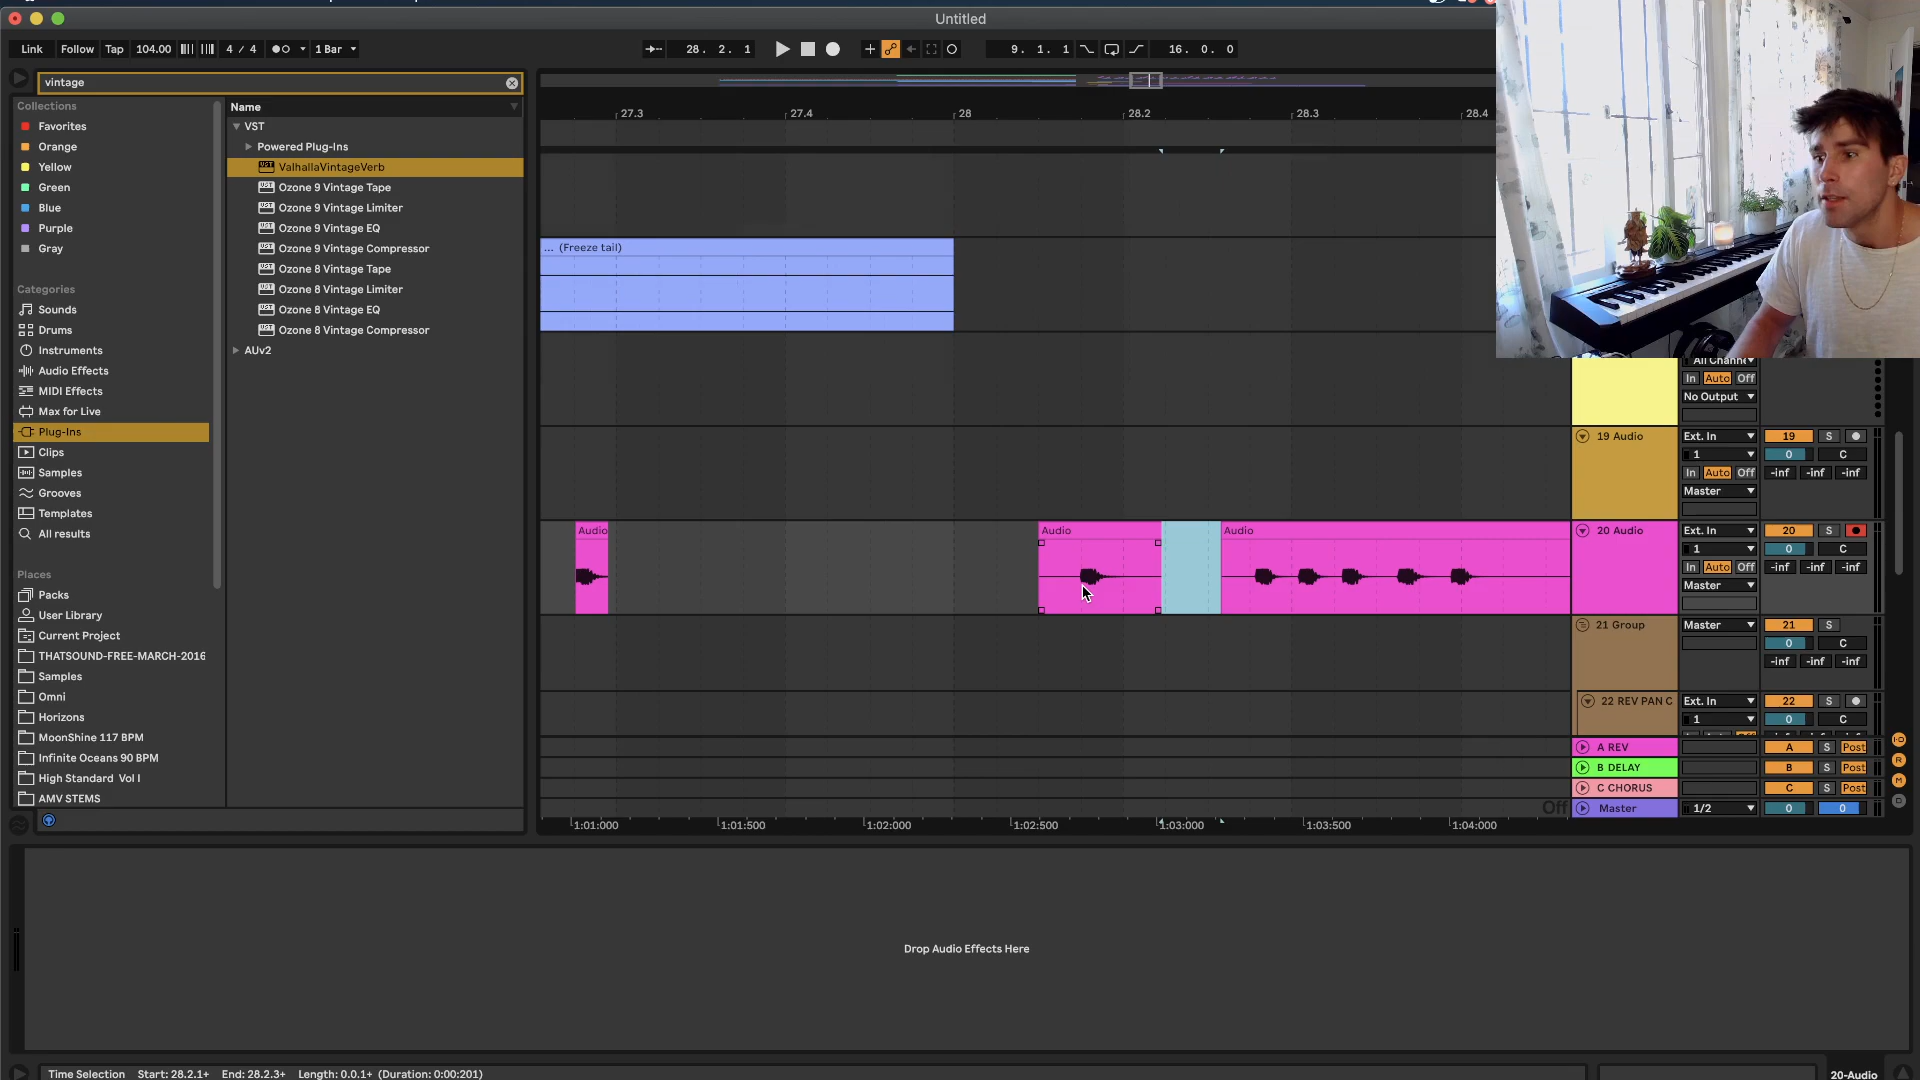 Untitled
Link Follow Tap 104.00 4 / 4 1 Bar 28. 2. 1 9. 1. 1 16. 0. 0
vintage
Collections
Favorites
Orange
Yellow
Green
Blue
Purple
Gray
Categories
Sounds
Drums
Instruments
Audio Effects
MIDI Effects
Max for Live
Plug-Ins
Clips
Samples
Grooves
Templates
All results
Places
Packs
User Library
Current Project
THATSOUND-FREE-MARCH-2016
Samples
Omni
Horizons
MoonShine 117 BPM
Infinite Oceans 90 BPM
High Standard Vol I
AMV STEMS
Name
VST
Powered Plug-Ins
ValhallaVintageVerb
Ozone 9 Vintage Tape
Ozone 9 Vintage Limiter
Ozone 9 Vintage EQ
Ozone 9 Vintage Compressor
Ozone 8 Vintage Tape
Ozone 8 Vintage Limiter
Ozone 8 Vintage EQ
Ozone 8 Vintage Compressor
AUv2
27.3 27.4 28 28.2 28.3 28.4
... (Freeze tail)
Audio Audio Audio
All Channe
In Auto Off
No Output
19 Audio Ext. In 19 S
1 0 C
In Auto Off -inf -inf -inf
Master
20 Audio Ext. In 20 S
1 0 C
In Auto Off -inf -inf -inf
Master
21 Group Master 21 S
0 C
-inf -inf -inf
22 REV PAN C Ext. In 22 S
1 0 C
A REV A S Post
B DELAY B S Post
C CHORUS C S Post
Off Master 1/2 0 0
1:01:000 1:01:500 1:02:000 1:02:500 1:03:000 1:03:500 1:04:000
Drop Audio Effects Here
Time Selection Start: 28.2.1+ End: 28.2.3+ Length: 0.0.1+ (Duration: 0:00:201)
20-Audio